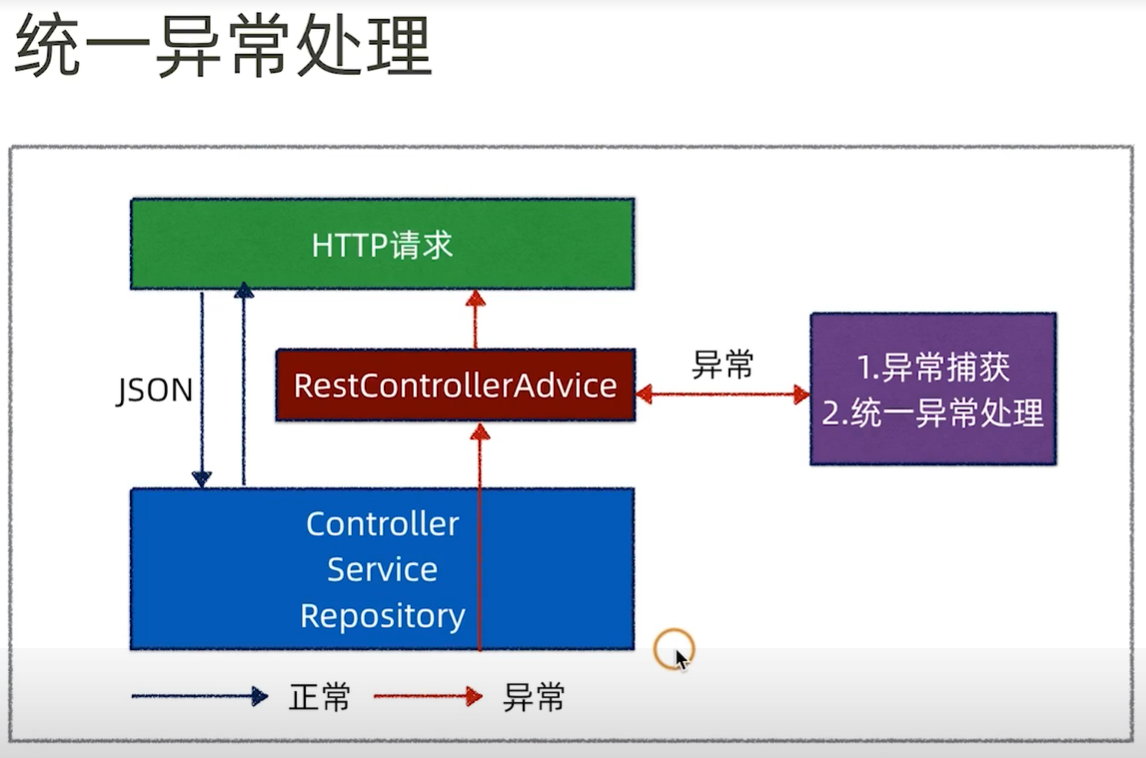 统一异常处理
HTTP请求
JSON
RestControllerAdvice
异常
1.异常捕获
2.统一异常处理
Controller
Service
Repository
正常
异常